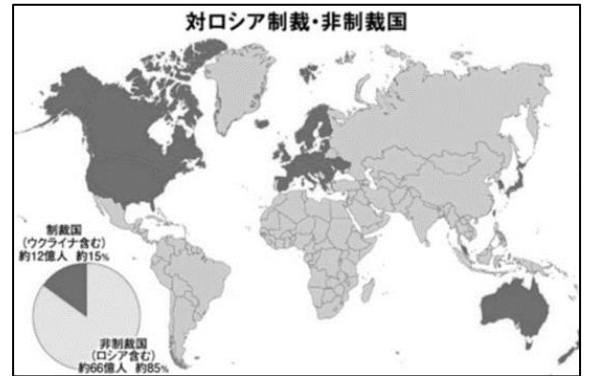 対ロシア制裁・非制裁国
制裁国
(ウクライナ含む)
約12億人 約15%
非制裁国
(ロシア含む)
約66億人 約85%